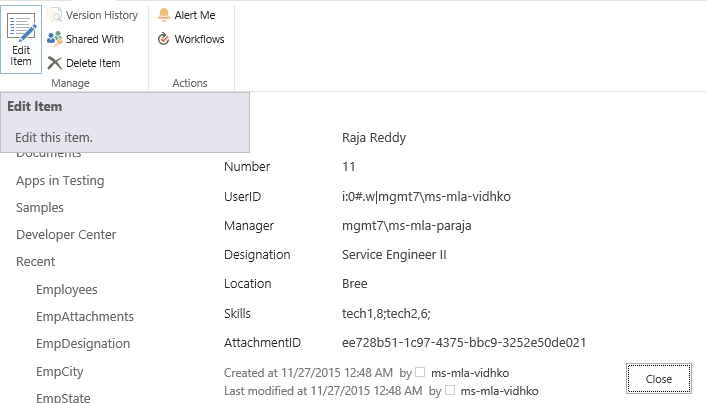 Edit Item
Version History
Shared With
Delete Item
Manage
Alert Me
Workflows
Actions
Edit Item
Edit this item.
Documents
Apps in Testing
Samples
Developer Center
Recent
Employees
EmpAttachments
EmpDesignation
EmpCity
EmpState
Raja Reddy
Number 11
UserID i:0#.w|mgmt7\ms-mla-vidhko
Manager mgmt7\ms-mla-paraja
Designation Service Engineer II
Location Bree
Skills tech1,8;tech2,6;
AttachmentID ee728b51-1c97-4375-bbc9-3252e50de021
Created at 11/27/2015 12:48 AM by ms-mla-vidhko
Last modified at 11/27/2015 12:48 AM by ms-mla-vidhko
Close